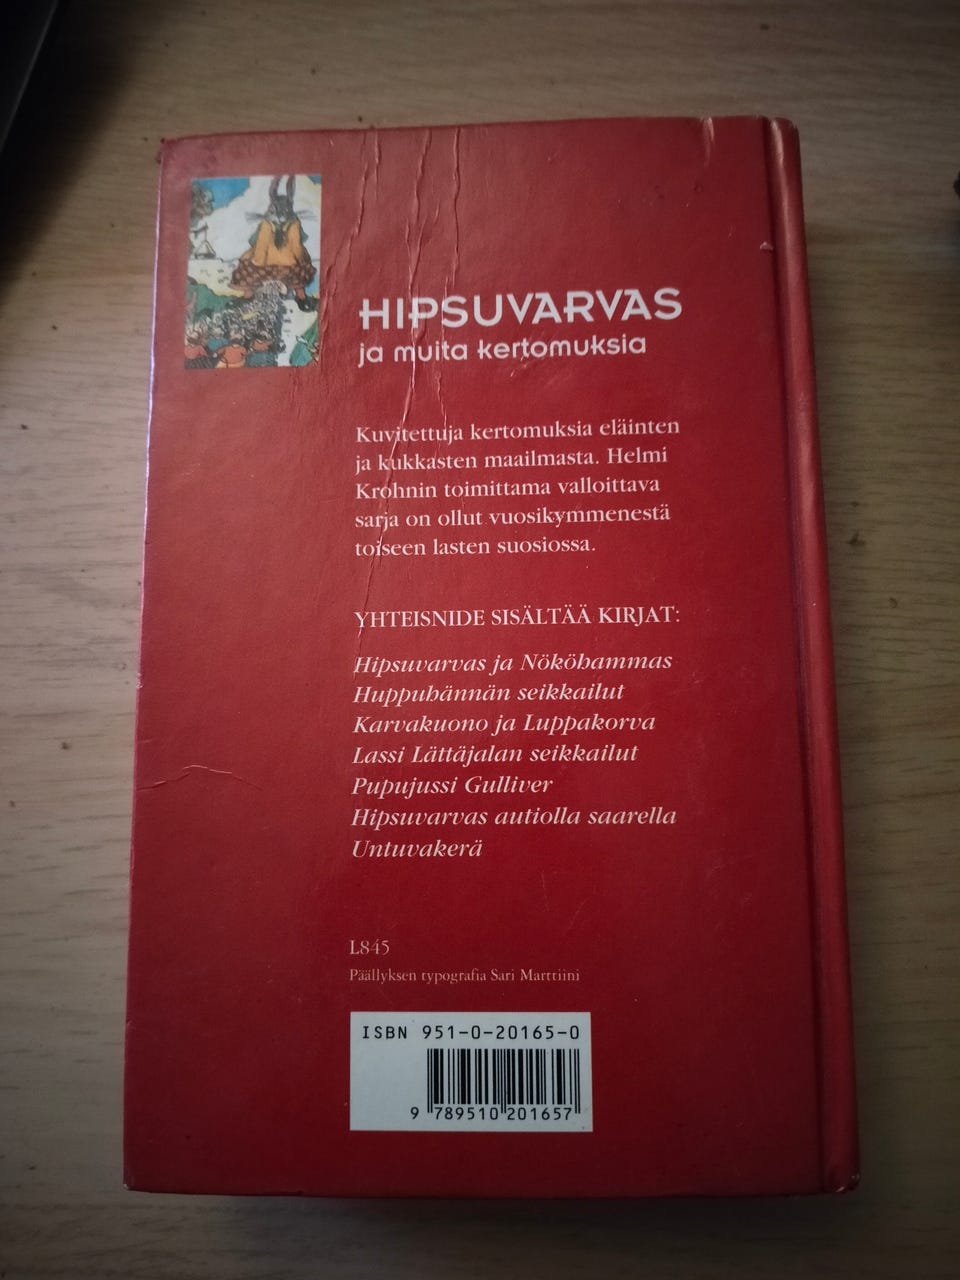 HIPSUVARVAS
ja muita kertomuksia
Kuvitettuja kertomuksia eläinten
ja kukkasten maailmasta. Helmi
Krohnin toimittama valloittava
sarja on ollut vuosikymmenestä
toiseen lasten suosiossa.
YHTEISNIDE SISÄLTÄÄ KIRJAT:
Hipsuvarvas ja Nököhammas
Huppuhännän seikkailut
Karvakuono ja Luppakorva
Lassi Lättäjalan seikkailut
Pupujussi Gulliver
Hipsuvarvas autiolla saarella
Untuvakerä
L845
Päällyksen typografia Sari Marttiini
ISBN 951-0-20165-0
9 789510 201657